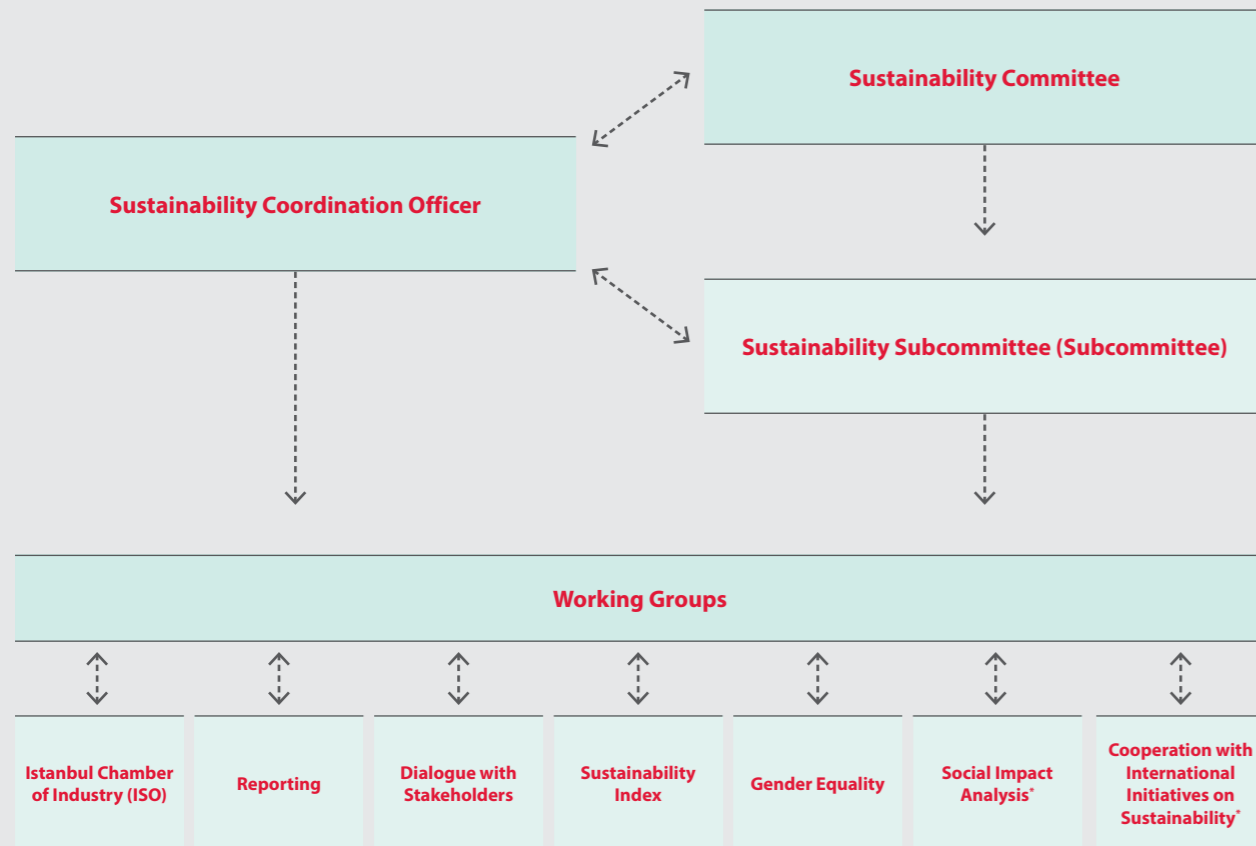 Sustainability Committee
Sustainability Coordination Officer
Sustainability Subcommittee (Subcommittee)
Working Groups
Istanbul Chamber
of Industry (ISO)
Reporting
Dialogue with
Stakeholders
Sustainability
Index
Gender Equality
Social Impact
Analysis*
Cooperation with
International
Initiatives on
Sustainability*